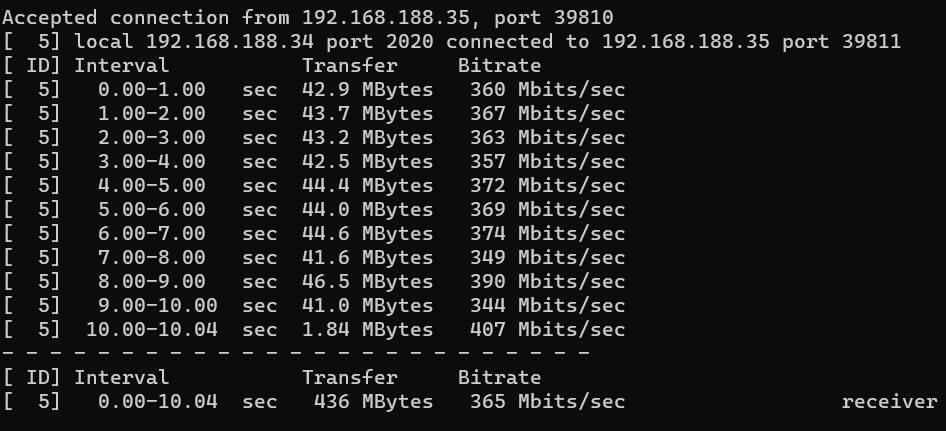 Accepted connection from 192.168.188.35, port 39810
[  5] local 192.168.188.34 port 2020 connected to 192.168.188.35 port 39811
[ ID] Interval           Transfer     Bitrate
[  5]   0.00-1.00   sec  42.9 MBytes   360 Mbits/sec
[  5]   1.00-2.00   sec  43.7 MBytes   367 Mbits/sec
[  5]   2.00-3.00   sec  43.2 MBytes   363 Mbits/sec
[  5]   3.00-4.00   sec  42.5 MBytes   357 Mbits/sec
[  5]   4.00-5.00   sec  44.4 MBytes   372 Mbits/sec
[  5]   5.00-6.00   sec  44.0 MBytes   369 Mbits/sec
[  5]   6.00-7.00   sec  44.6 MBytes   374 Mbits/sec
[  5]   7.00-8.00   sec  41.6 MBytes   349 Mbits/sec
[  5]   8.00-9.00   sec  46.5 MBytes   390 Mbits/sec
[  5]   9.00-10.00  sec  41.0 MBytes   344 Mbits/sec
[  5]  10.00-10.04  sec  1.84 MBytes   407 Mbits/sec
- - - - - - - - - - - - - - - - - - - - - - - - -
[ ID] Interval           Transfer     Bitrate
[  5]   0.00-10.04  sec   436 MBytes   365 Mbits/sec                  receiver